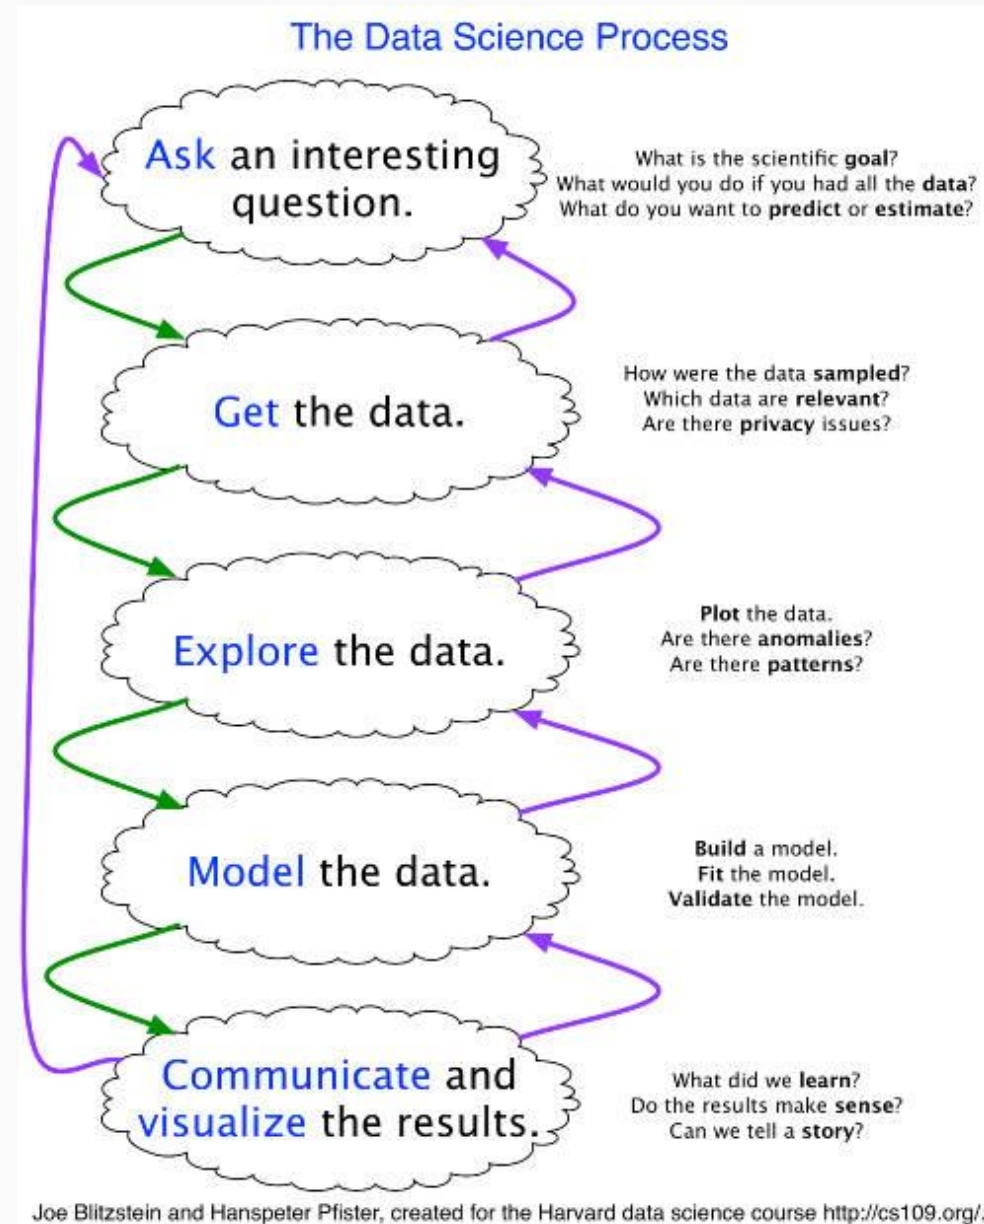 The Data Science Process
Ask an interesting
question.
What is the scientific goal?
What would you do if you had all the data?
What do you want to predict or estimate?
Get the data.
How were the data sampled?
Which data are relevant?
Are there privacy issues?
Explore the data.
Plot the data.
Are there anomalies?
Are there patterns?
Model the data.
Build a model.
Fit the model.
Validate the model.
Communicate and
visualize the results.
What did we learn?
Do the results make sense?
Can we tell a story?
Joe Blitzstein and Hanspeter Pfister, created for the Harvard data science course http://cs109.org/.